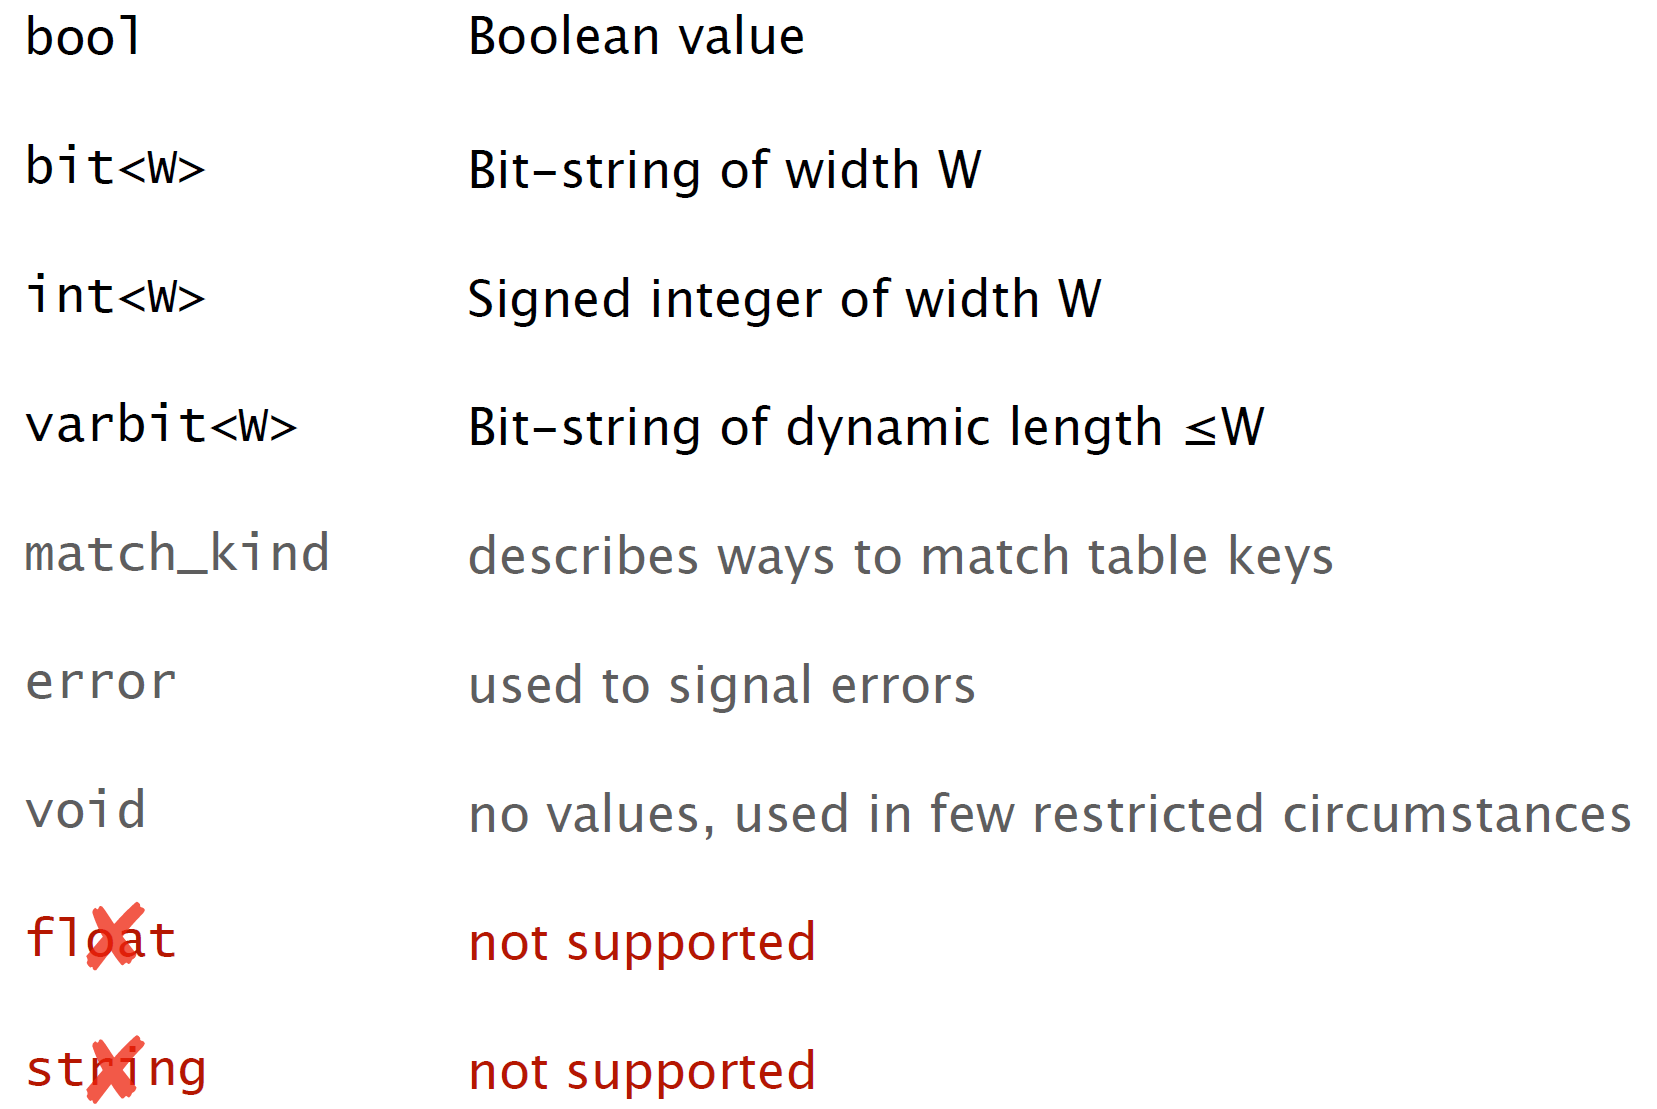 bool Boolean value
bit<W> Bit-string of width W
int<W> Signed integer of width W
varbit<W> Bit-string of dynamic length ≤W
match_kind describes ways to match table keys
error used to signal errors
void no values, used in few restricted circumstances
float not supported
string not supported